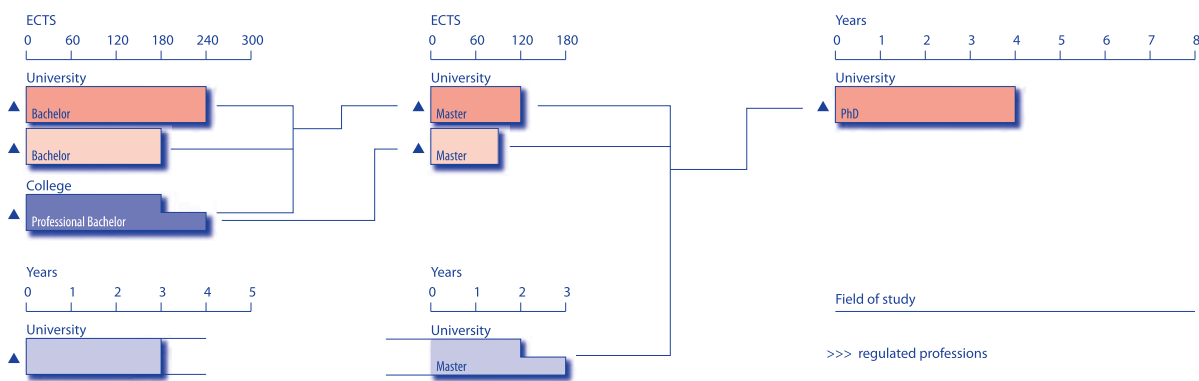 ECTS
0 60 120 180 240 300
University
Bachelor
Bachelor
College
Professional Bachelor
ECTS
0 60 120 180
University
Master
Master
Years
0 1 2 3 4 5 6 7 8
University
PhD
Years
0 1 2 3 4 5
University
Years
0 1 2 3
University
Master
Field of study
>>> regulated professions